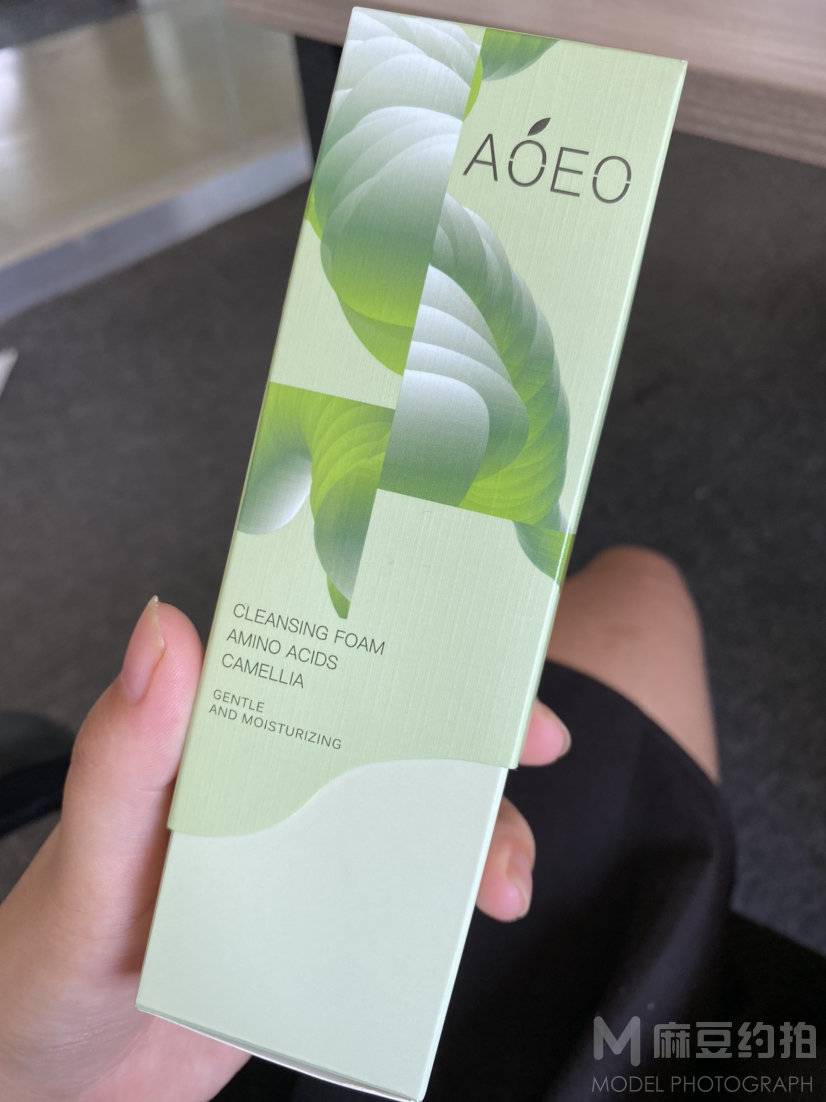 AOEO
CLEANSING FOAM
AMINO ACIDS
CAMELLIA
GENTLE
AND MOISTURIZING
M 麻豆约拍
MODEL PHOTOGRAPH